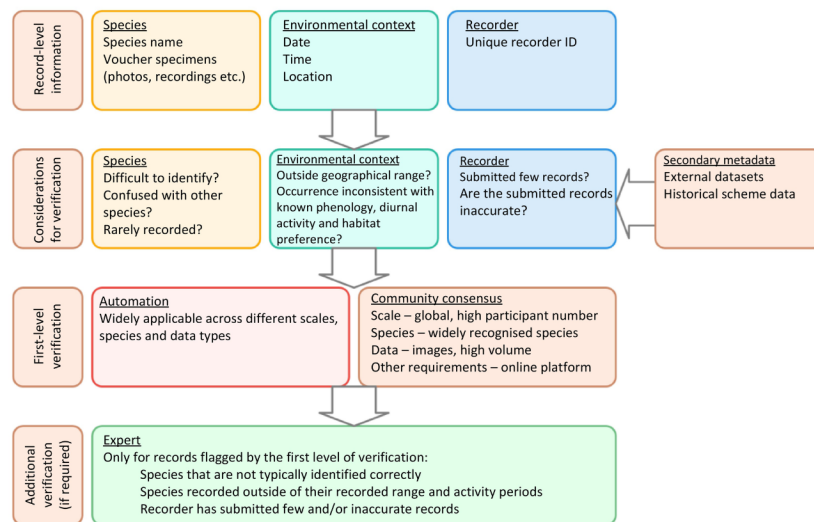 Record-level
information
Species
Species name
Voucher specimens
(photos, recordings etc.)
Environmental context
Date
Time
Location
Recorder
Unique recorder ID
Considerations
for verification
Species
Difficult to identify?
Confused with other
species?
Rarely recorded?
Environmental context
Outside geographical range?
Occurrence inconsistent with
known phenology, diurnal
activity and habitat
preference?
Recorder
Submitted few records?
Are the submitted records
inaccurate?
Secondary metadata
External datasets
Historical scheme data
First-level
verification
Automation
Widely applicable across different scales,
species and data types
Community consensus
Scale – global, high participant number
Species – widely recognised species
Data – images, high volume
Other requirements – online platform
Additional
verification
(if required)
Expert
Only for records flagged by the first level of verification:
Species that are not typically identified correctly
Species recorded outside of their recorded range and activity periods
Recorder has submitted few and/or inaccurate records